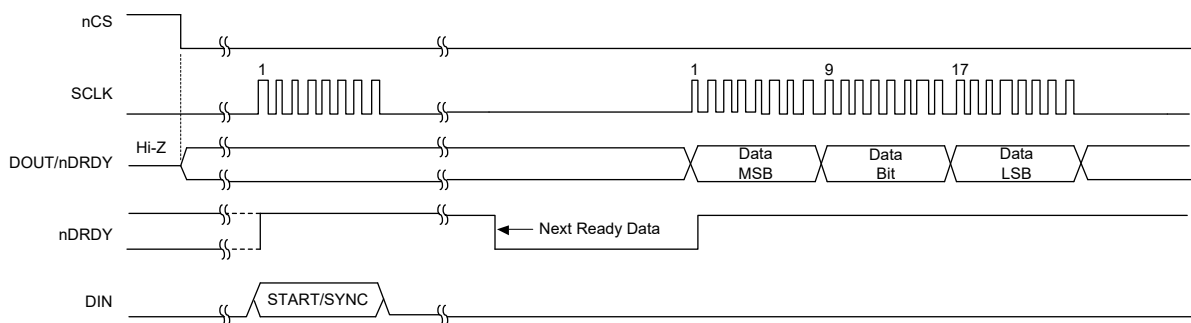 nCS
1
SCLK
1
9
17
Hi-Z
DOUT/nDRDY
Data
MSB
Data
Bit
Data
LSB
nDRDY
Next Ready Data
DIN
START/SYNC